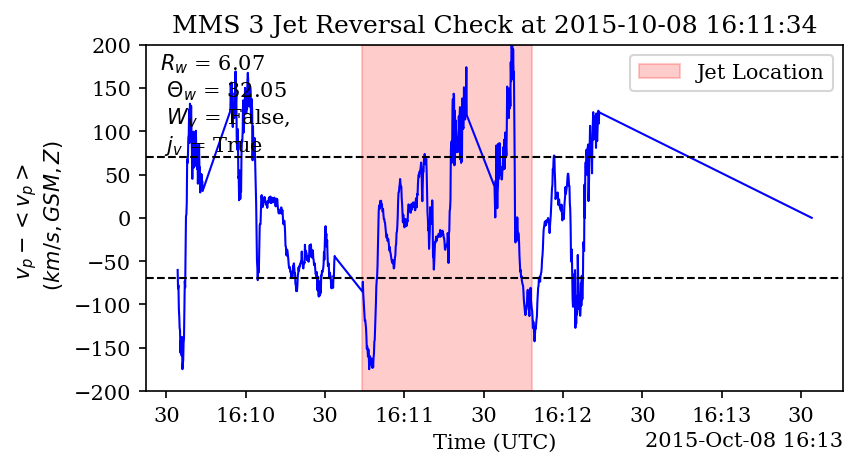 MMS 3 Jet Reversal Check at 2015-10-08 16:11:34
R_w = 6.07
Θ_w = 32.05
W_v = False,
j_v = True
Jet Location
200
150
100
50
0
−50
−100
−150
−200
v_p − <v_p>
(km/s, GSM, Z)
30 16:10 30 16:11 30 16:12 30 16:13 30
Time (UTC)
2015-Oct-08 16:13